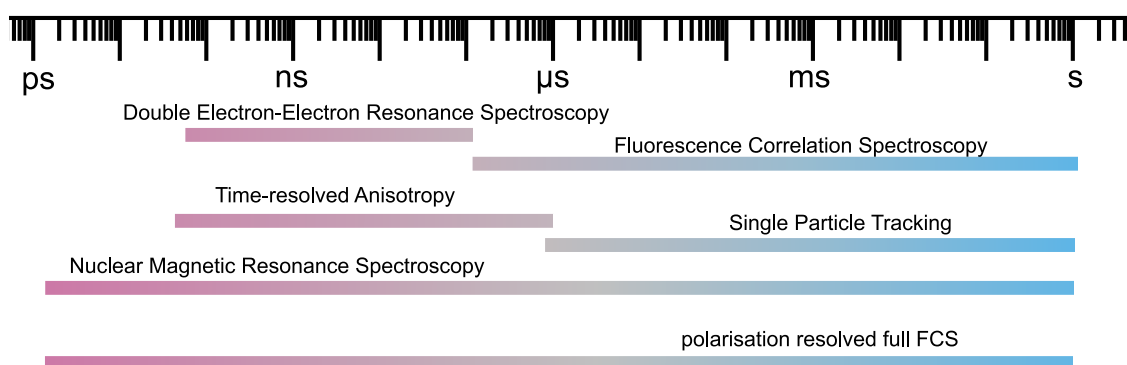 ps ns µs ms s
Double Electron-Electron Resonance Spectroscopy
Fluorescence Correlation Spectroscopy
Time-resolved Anisotropy
Single Particle Tracking
Nuclear Magnetic Resonance Spectroscopy
polarisation resolved full FCS